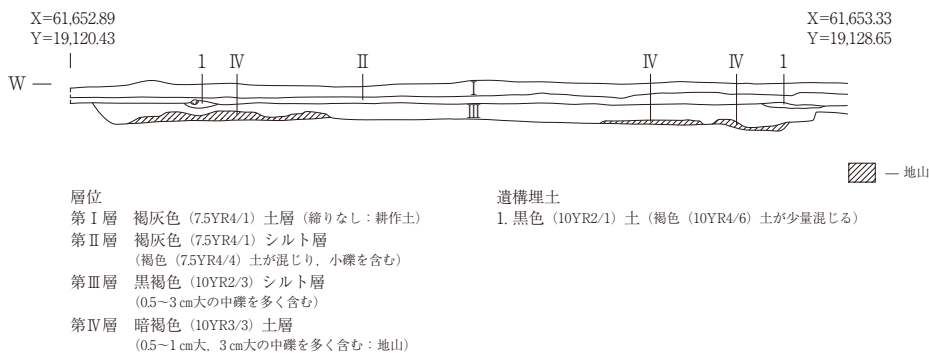 X=61,652.89
Y=19,120.43
X=61,653.33
Y=19,128.65
1 Ⅳ Ⅱ Ⅳ Ⅳ 1
W
Ⅰ
Ⅲ
地山
層位
第Ⅰ層 褐灰色（7.5YR4/1）土層（締りなし：耕作土）
第Ⅱ層 褐灰色（7.5YR4/1）シルト層
（褐色（7.5YR4/4）土が混じり，小礫を含む）
第Ⅲ層 黒褐色（10YR2/3）シルト層
（0.5～3㎝大の中礫を多く含む）
第Ⅳ層 暗褐色（10YR3/3）土層
（0.5～1㎝大，3㎝大の中礫を多く含む：地山）
遺構埋土
1. 黒色（10YR2/1）土（褐色（10YR4/6）土が少量混じる）